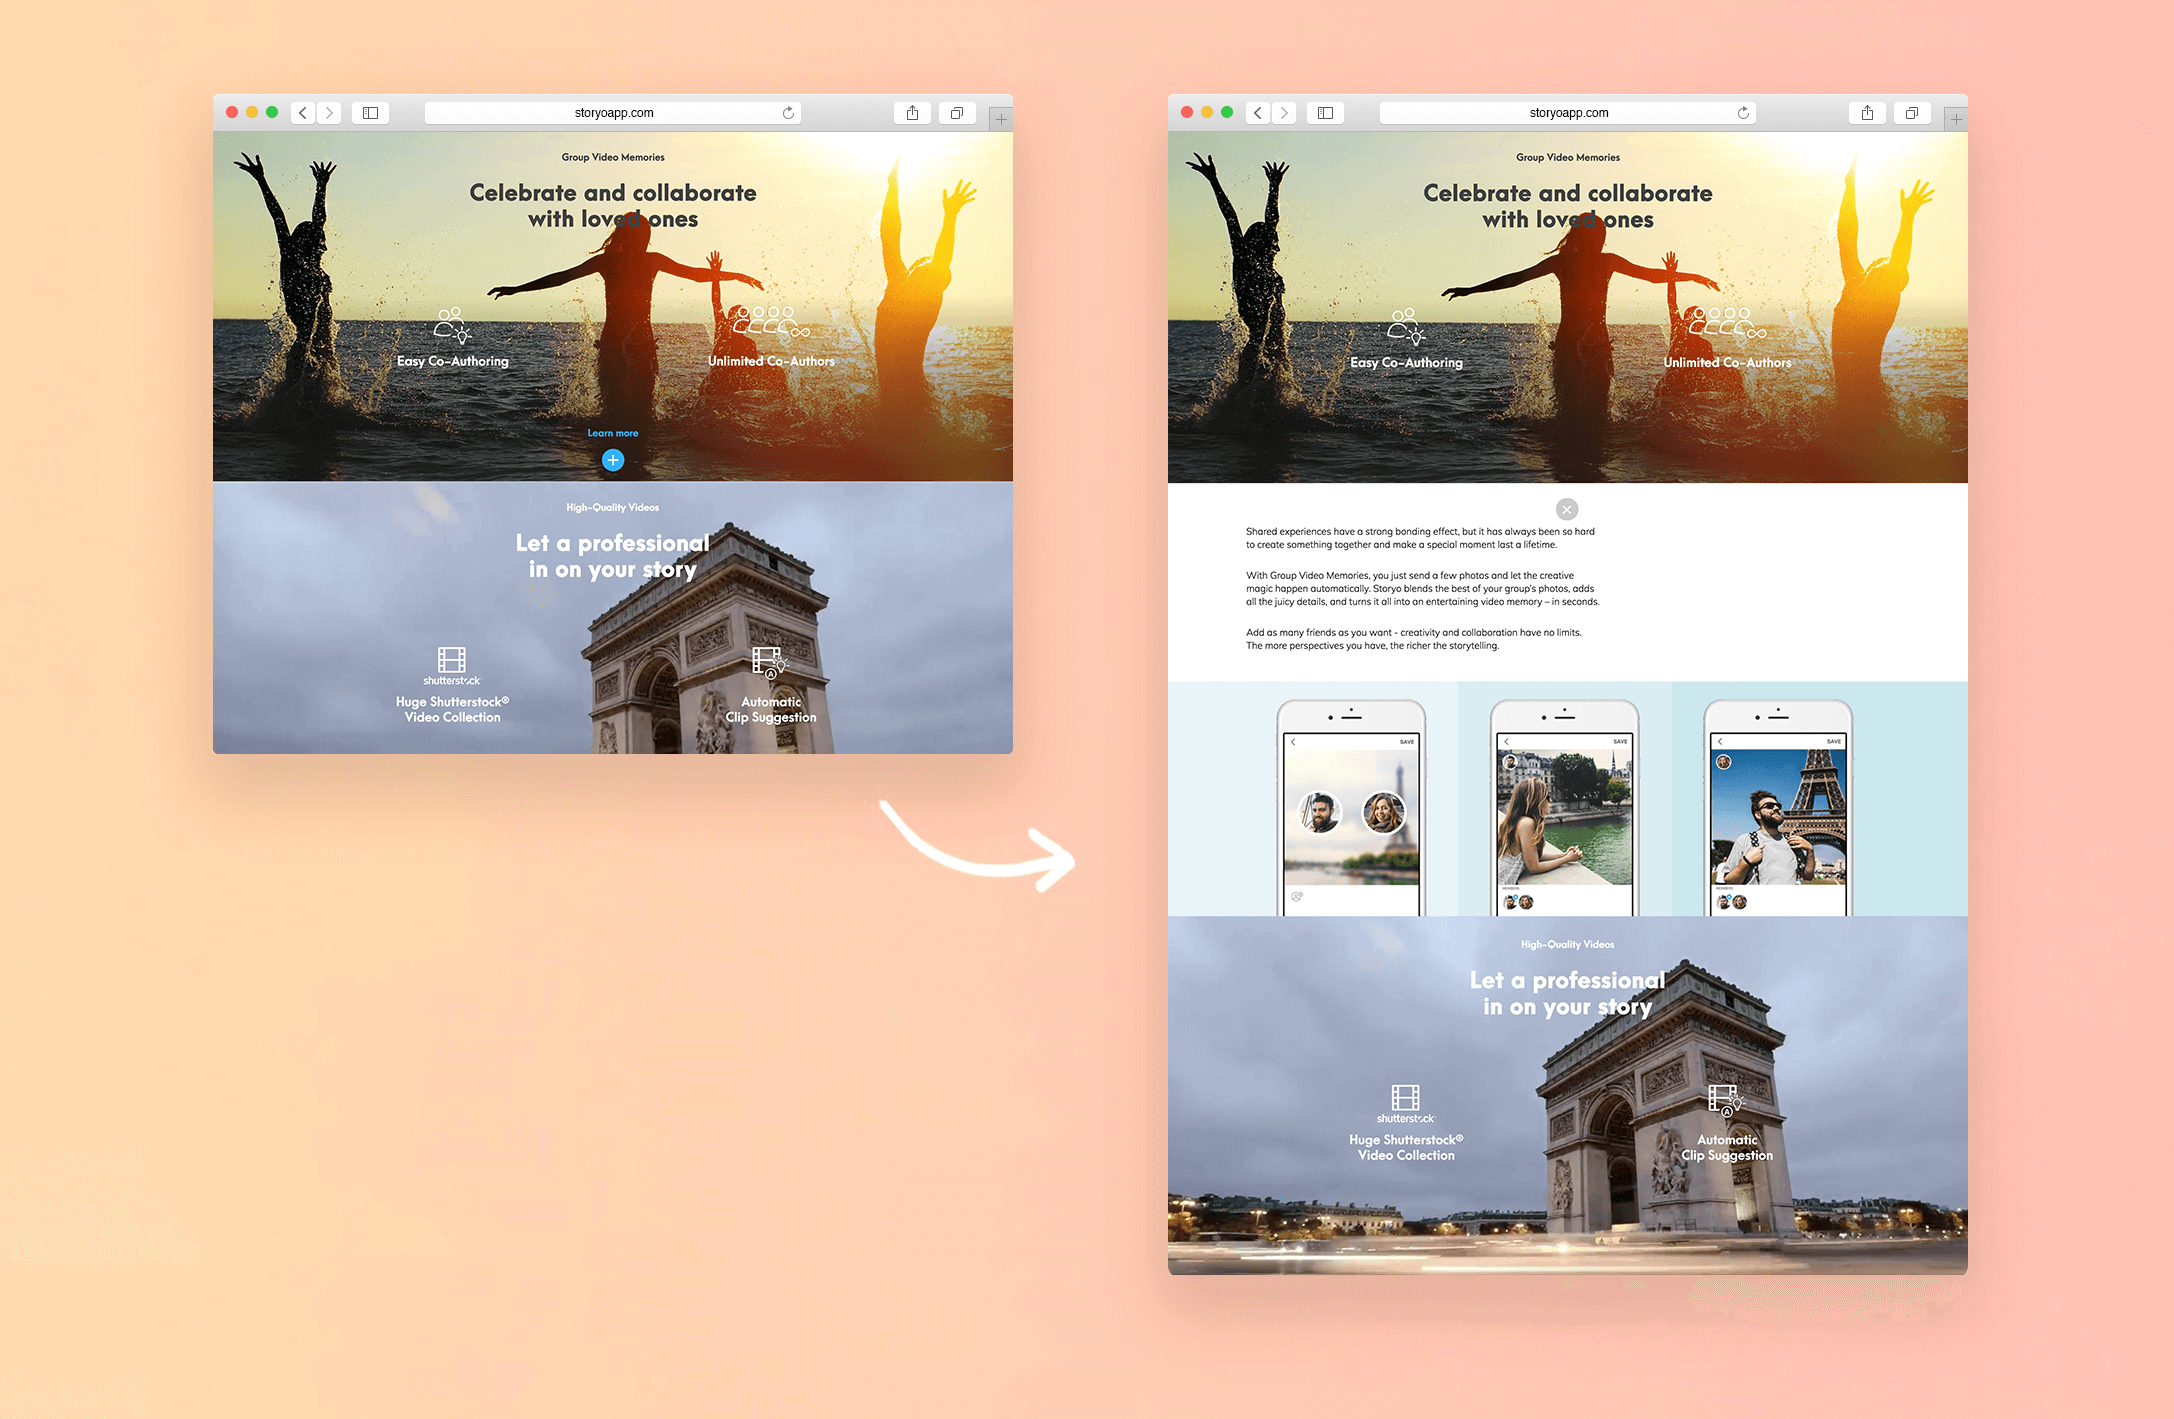 storyoapp.com
Group Video Memories
Celebrate and collaborate
with loved ones
Easy Co-Authoring
Unlimited Co-Authors
Learn more
High-Quality Videos
Let a professional
in on your story
shutterstock
Huge Shutterstock®
Video Collection
A
Automatic
Clip Suggestion
storyoapp.com
Group Video Memories
Celebrate and collaborate
with loved ones
Easy Co-Authoring
Unlimited Co-Authors
Shared experiences have a strong bonding effect, but it has always been so hard
to create something together and make a special moment last a lifetime.
With Group Video Memories, you just send a few photos and let the creative
magic happen automatically. Storyo blends the best of your group's photos, adds
all the juicy details, and turns it all into an entertaining video memory – in seconds.
Add as many friends as you want - creativity and collaboration have no limits.
The more perspectives you have, the richer the storytelling.
SAVE
SAVE
SAVE
MEMBERS
MEMBERS
High-Quality Videos
Let a professional
in on your story
shutterstock
Huge Shutterstock®
Video Collection
A
Automatic
Clip Suggestion